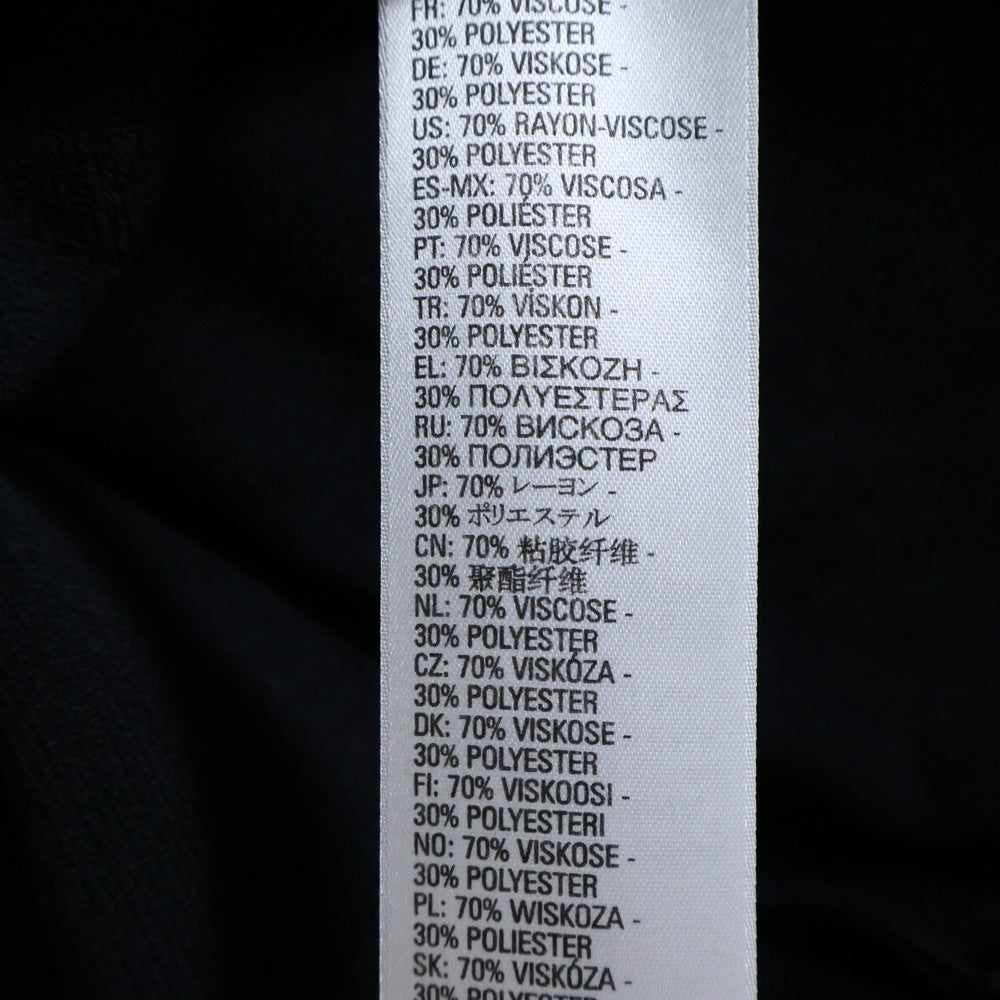 FR: 70% VISCOSE -
30% POLYESTER
DE: 70% VISKOSE -
30% POLYESTER
US: 70% RAYON-VISCOSE -
30% POLYESTER
ES-MX: 70% VISCOSA -
30% POLIÉSTER
PT: 70% VISCOSE -
30% POLIÉSTER
TR: 70% VİSKON -
30% POLYESTER
EL: 70% ΒΙΣΚΟΖΗ -
30% ΠΟΛΥΕΣΤΕΡΑΣ
RU: 70% ВИСКОЗА -
30% ПОЛИЭСТЕР
JP: 70% レーヨン -
30% ポリエステル
CN: 70% 粘胶纤维 -
30% 聚酯纤维
NL: 70% VISCOSE -
30% POLYESTER
CZ: 70% VISKÓZA -
30% POLYESTER
DK: 70% VISKOSE -
30% POLYESTER
FI: 70% VISKOOSI -
30% POLYESTERI
NO: 70% VISKOSE -
30% POLYESTER
PL: 70% WISKOZA -
30% POLIESTER
SK: 70% VISKÓZA -
30% POLYESTER